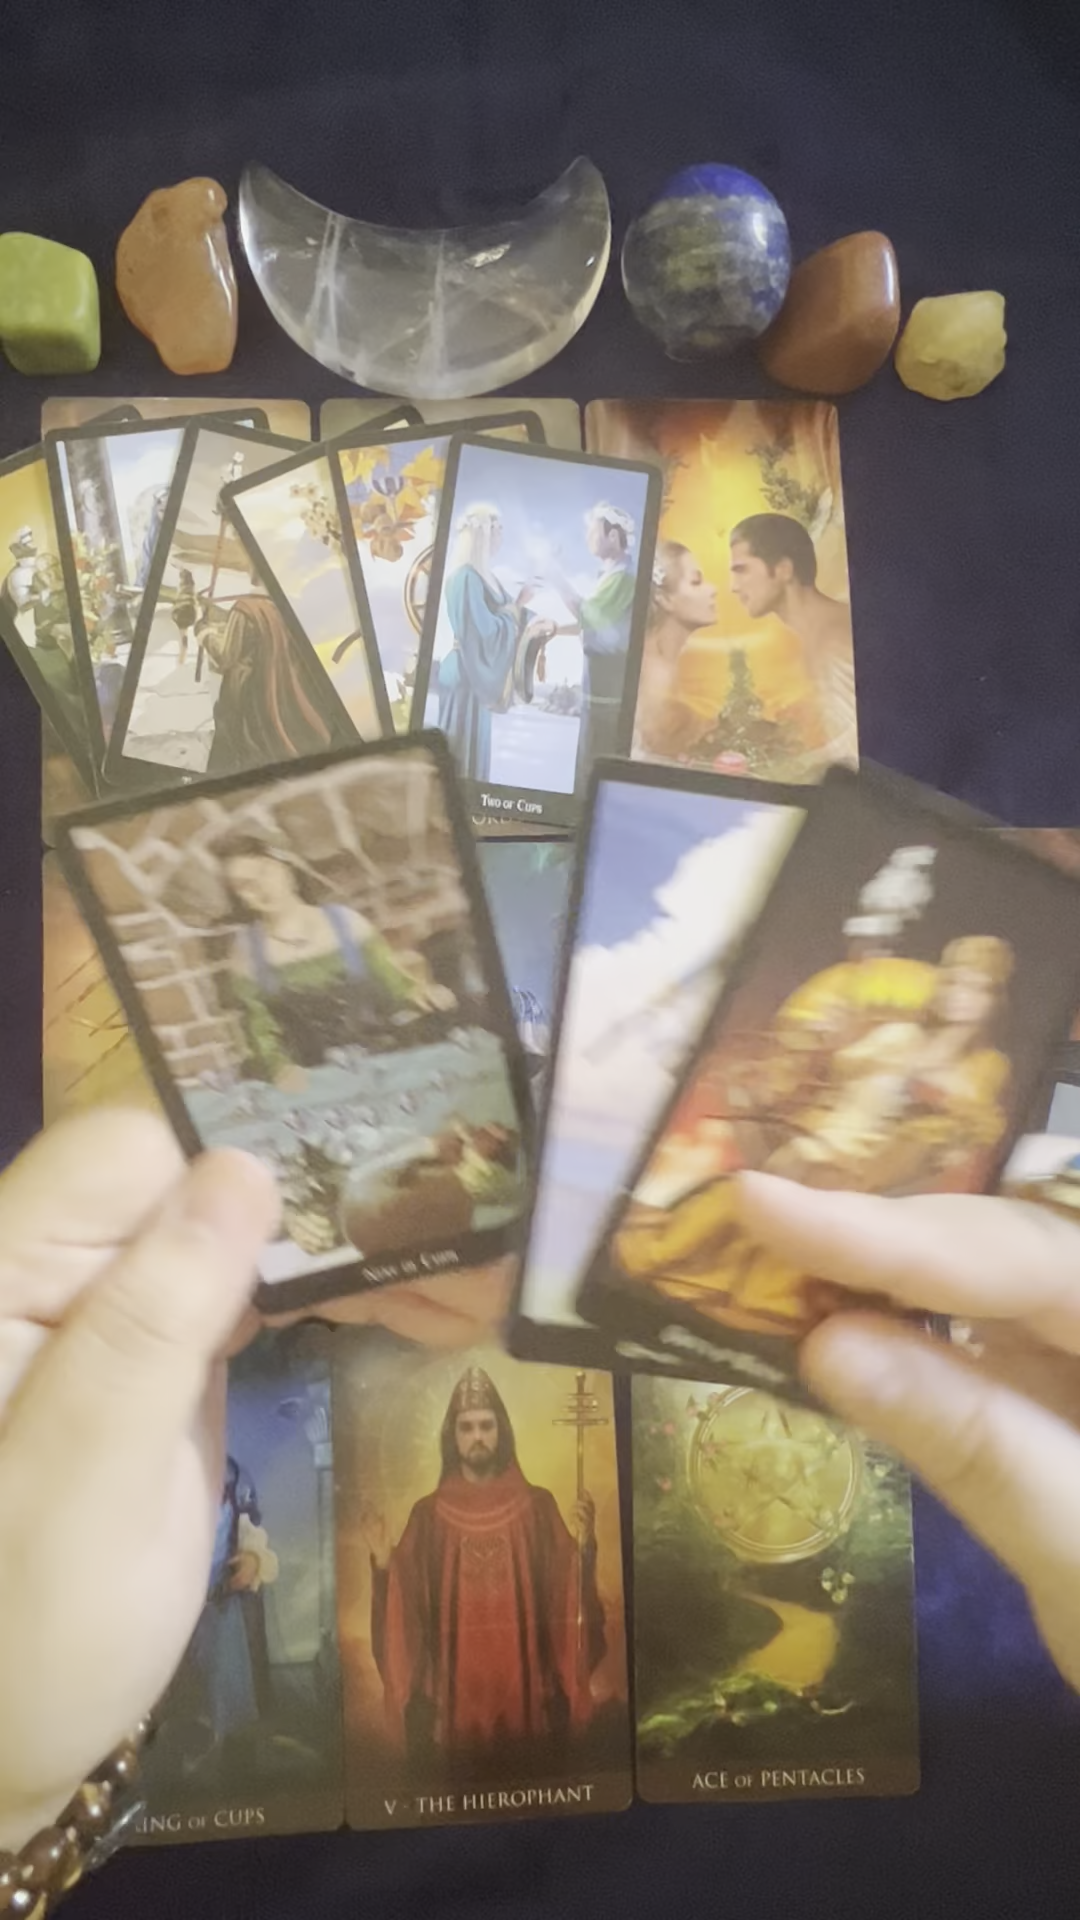 TWO OF CUPS
NINE OF CUPS
KING OF CUPS
V - THE HIEROPHANT
ACE OF PENTACLES